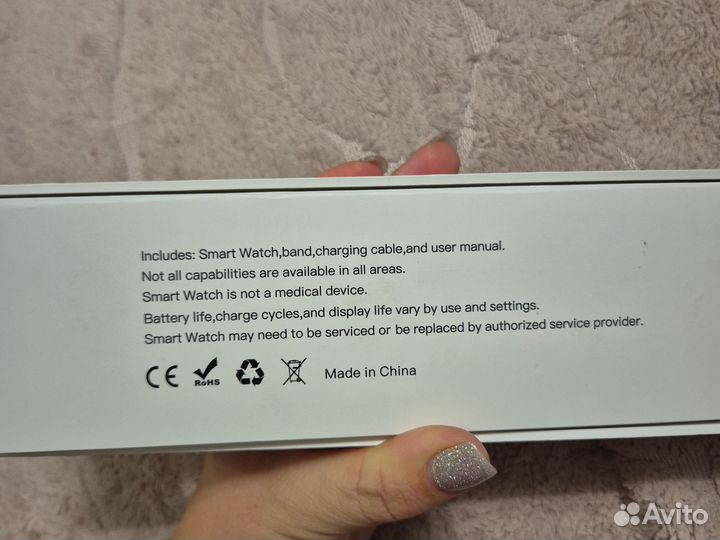 Includes: Smart Watch,band,charging cable,and user manual.
Not all capabilities are available in all areas.
Smart Watch is not a medical device.
Battery life,charge cycles,and display life vary by use and settings.
Smart Watch may need to be serviced or be replaced by authorized service provider.
CE RoHS Made in China
Avito